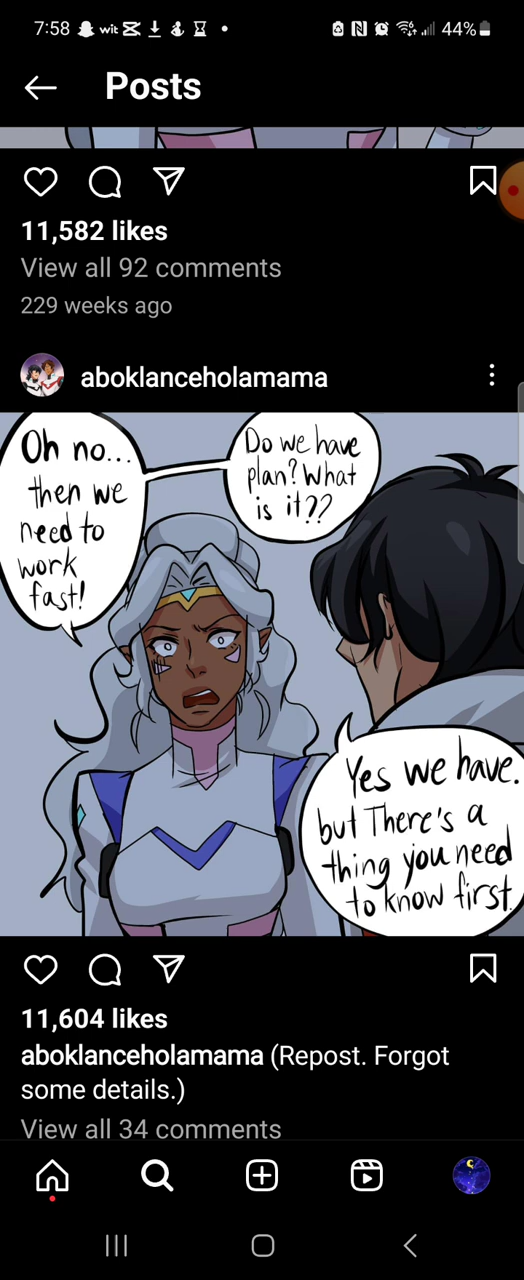 7:58 wit 44%
Posts
11,582 likes
View all 92 comments
229 weeks ago
aboklanceholamama
Oh no...
then we
need to
work
fast!
Do we have
plan? What
is it??
Yes we have.
but There's a
thing you need
to know first.
11,604 likes
aboklanceholamama (Repost. Forgot
some details.)
View all 34 comments